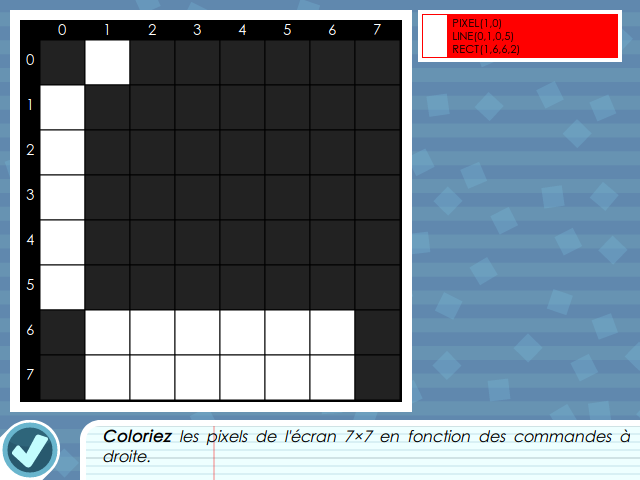 0 1 2 3 4 5 6 7
0
1
2
3
4
5
6
7
PIXEL(1,0)
LINE(0,1,0,5)
RECT(1,6,6,2)
Coloriez les pixels de l'écran 7×7 en fonction des commandes à
droite.